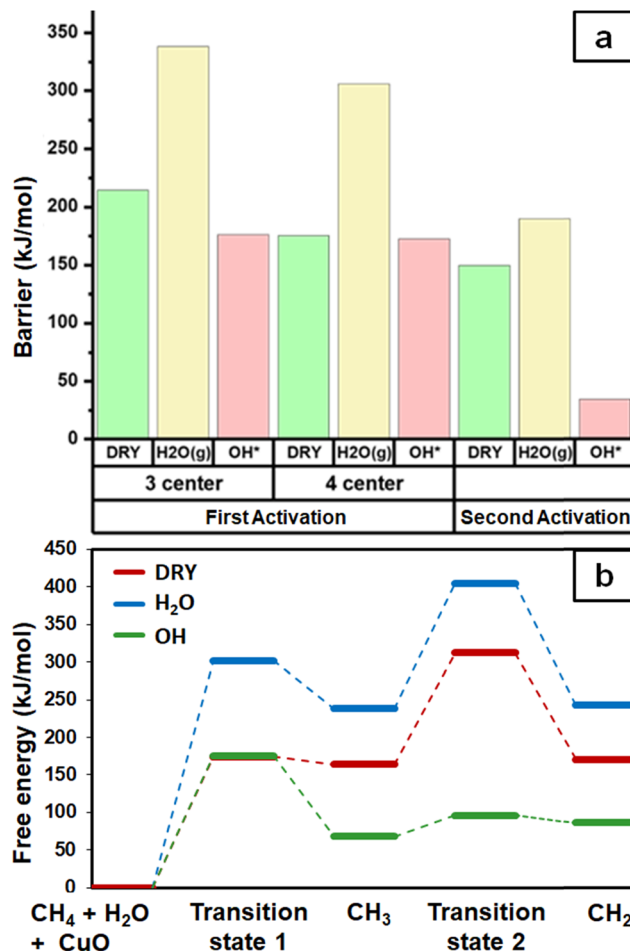 a
350
300
250
200
150
100
50
0
Barrier (kJ/mol)
DRY H2O(g) OH* DRY H2O(g) OH* DRY H2O(g) OH*
3 center 4 center
First Activation Second Activation
b
450
400
350
300
250
200
150
100
50
0
Free energy (kJ/mol)
DRY
H₂O
OH
CH₄ + H₂O Transition CH₃ Transition CH₂
+ CuO state 1 state 2